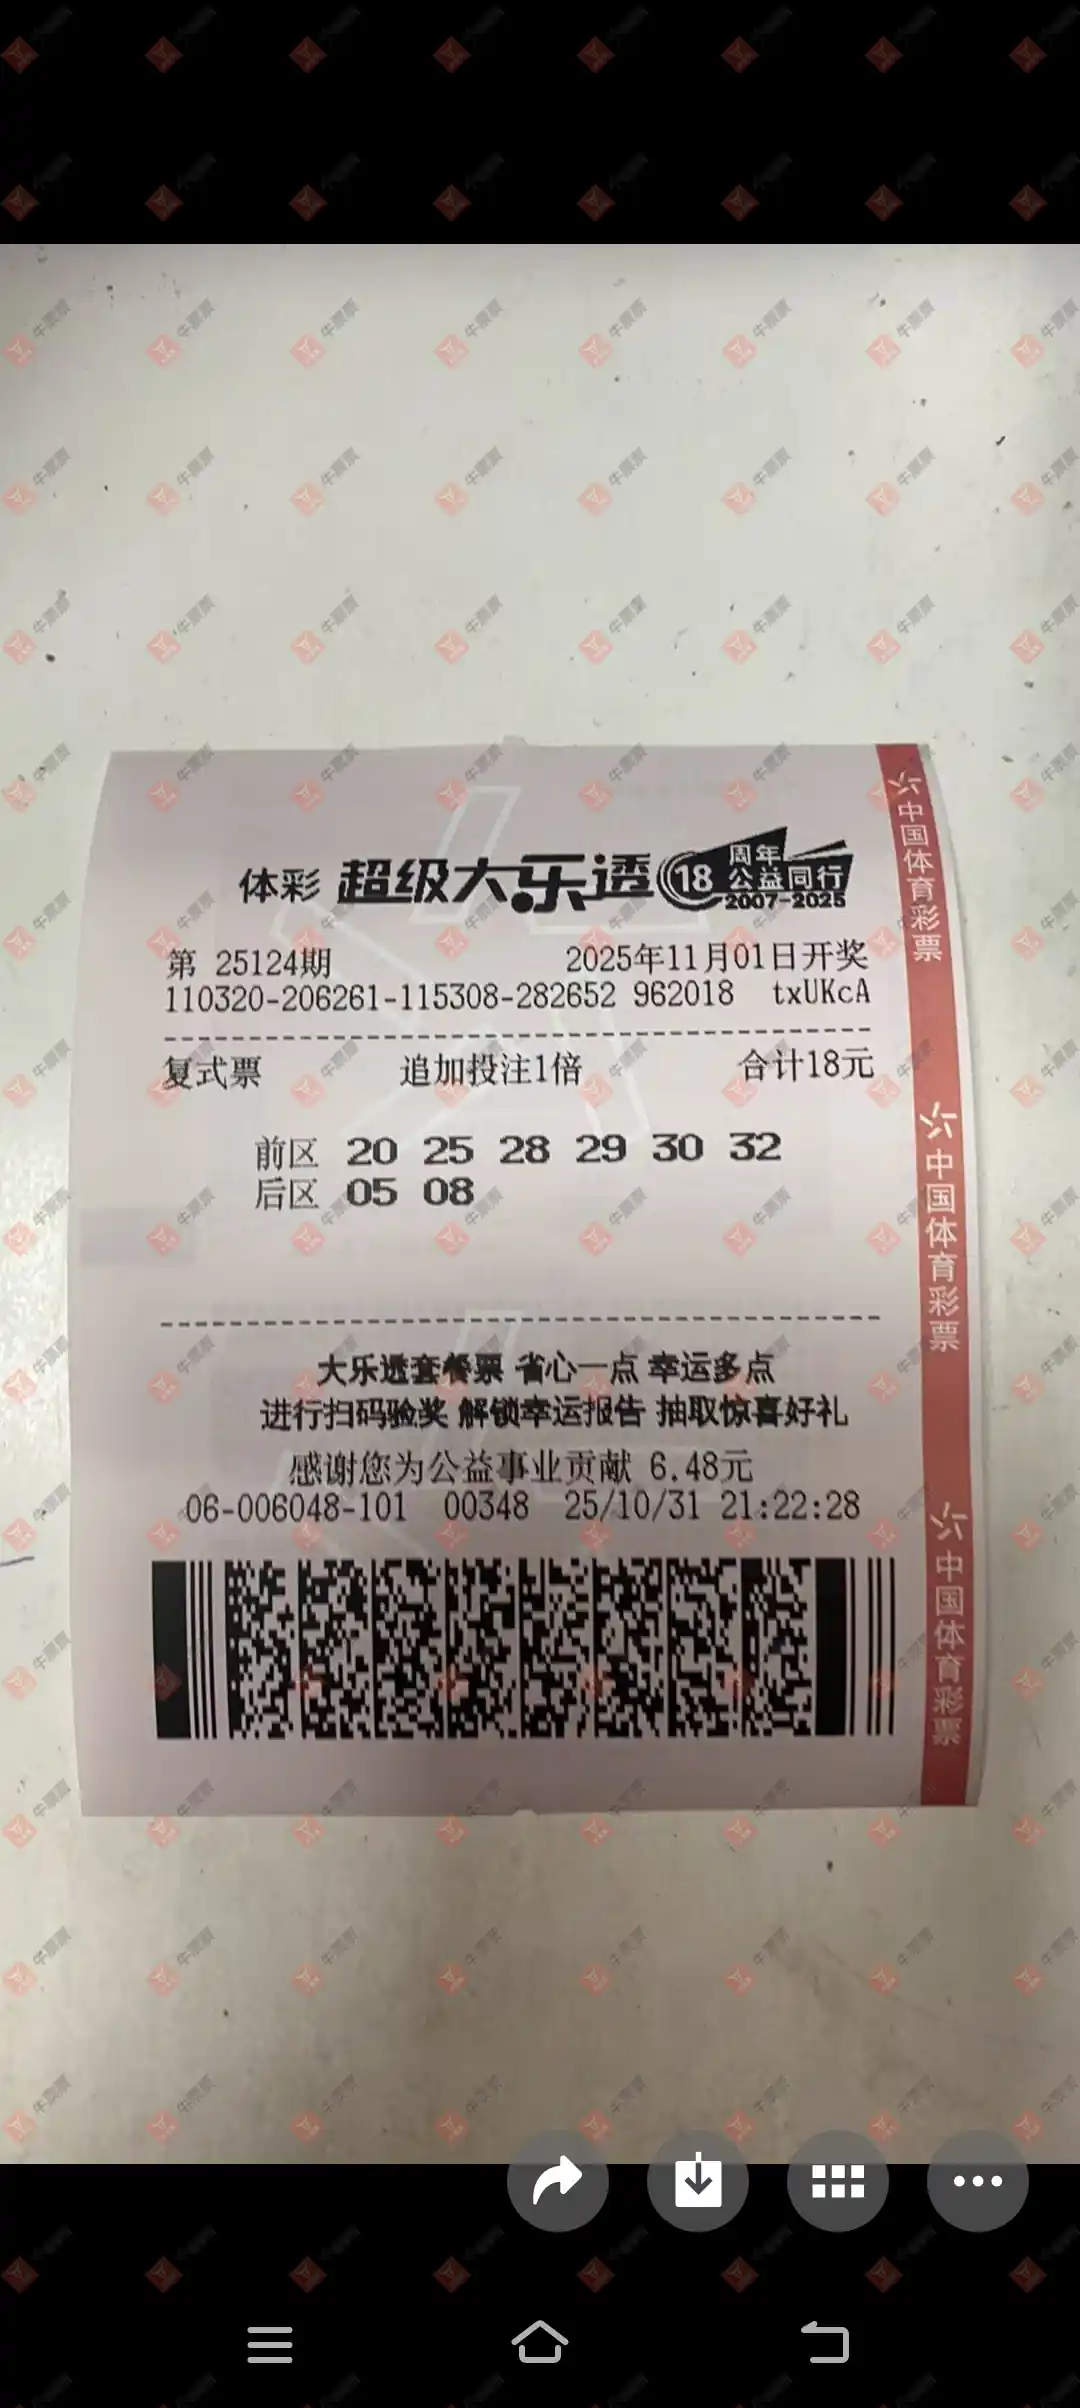 体彩 超级大乐透 18 周年 公益同行 2007-2025
第 25124期 2025年11月01日开奖
110320-206261-115308-282652 962018 txUKcA
复式票 追加投注1倍 合计18元
前区 20 25 28 29 30 32
后区 05 08
大乐透套餐票 省心一点 幸运多点
进行扫码验奖 解锁幸运报告 抽取惊喜好礼
感谢您为公益事业贡献 6.48元
06-006048-101 00348 25/10/31 21:22:28
中国体育彩票
中国体育彩票
中国体育彩票
牛票票